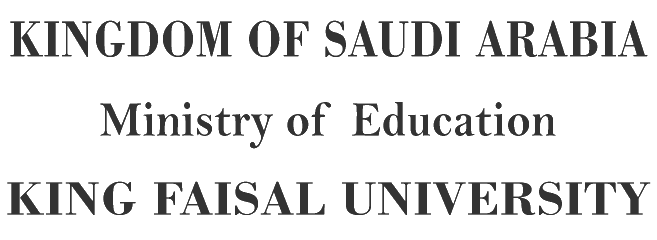 KINGDOM OF SAUDI ARABIA
Ministry of Education
KING FAISAL UNIVERSITY